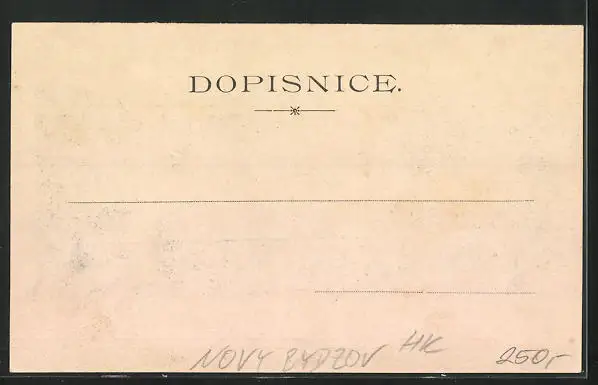 DOPISNICE.
NOVY BYDZOV HK 250,-